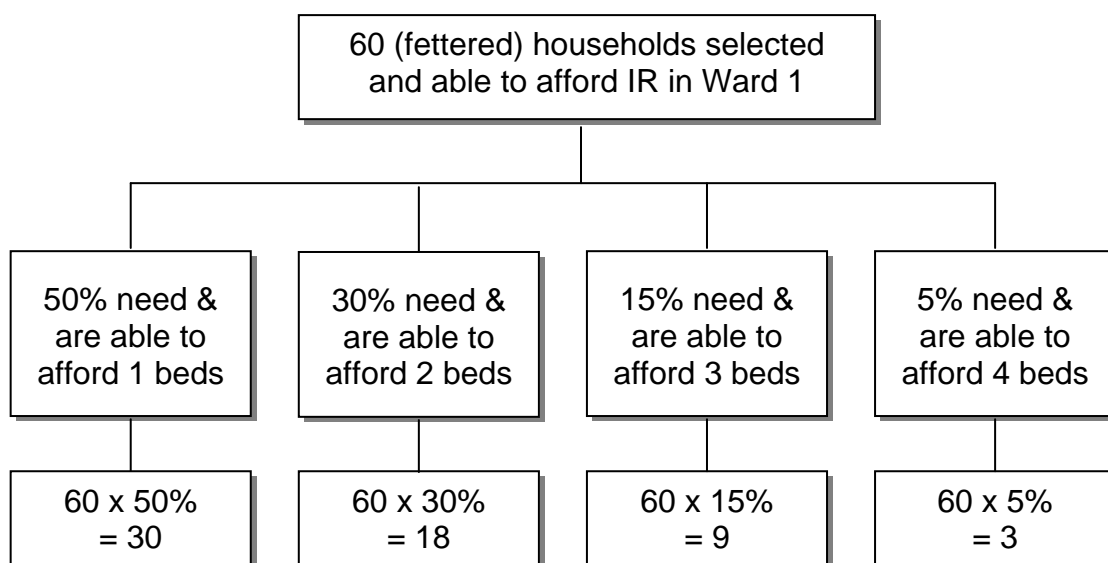 60 (fettered) households selected
and able to afford IR in Ward 1
50% need &
are able to
afford 1 beds
30% need &
are able to
afford 2 beds
15% need &
are able to
afford 3 beds
5% need &
are able to
afford 4 beds
60 x 50%
= 30
60 x 30%
= 18
60 x 15%
= 9
60 x 5%
= 3